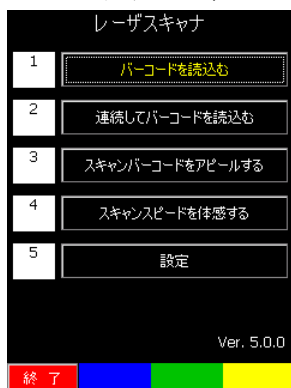 レーザスキャナ
1 バーコードを読込む
2 連続してバーコードを読込む
3 スキャンバーコードをアピールする
4 スキャンスピードを体感する
5 設定
Ver. 5.0.0
終了